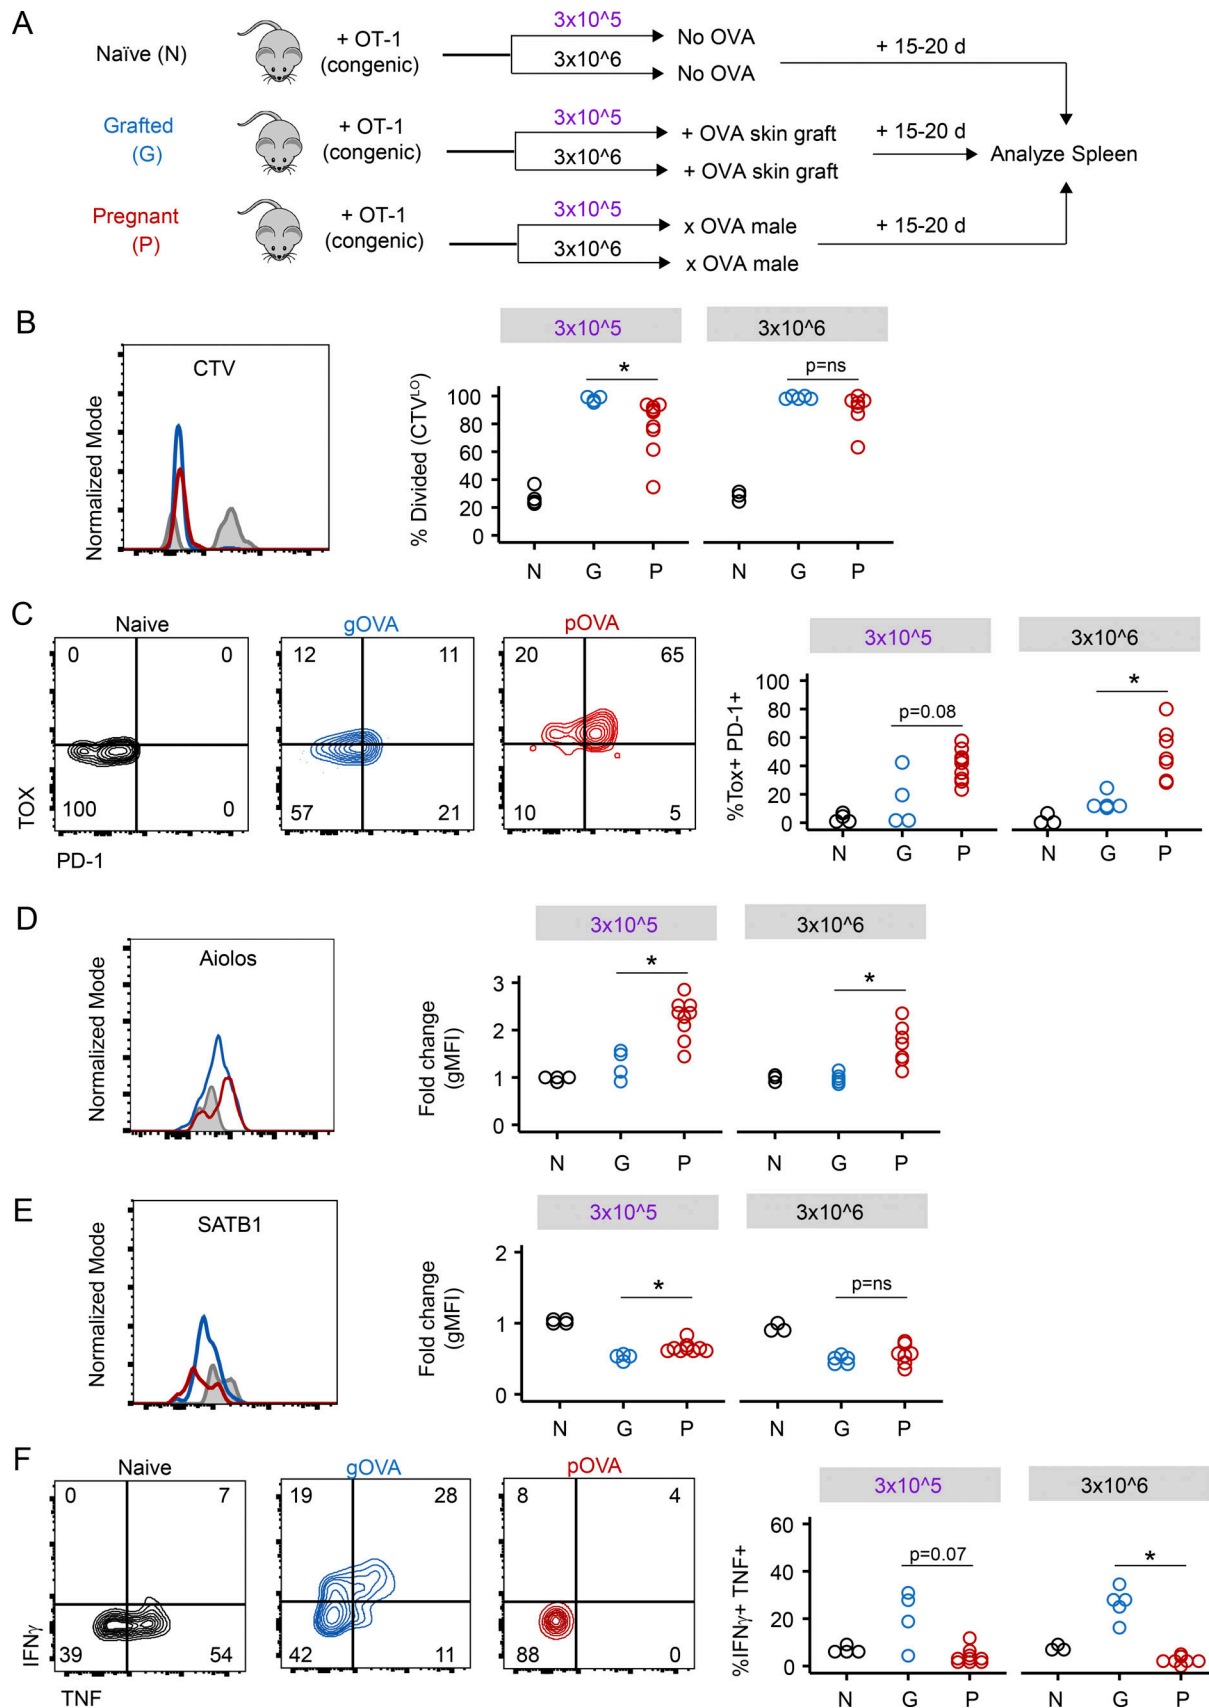 A
Naïve (N)
+ OT-1
(congenic)
3x10^5
3x10^6
No OVA
No OVA
+ 15-20 d
Grafted
(G)
+ OT-1
(congenic)
3x10^5
3x10^6
+ OVA skin graft
+ OVA skin graft
+ 15-20 d
Analyze Spleen
Pregnant
(P)
+ OT-1
(congenic)
3x10^5
3x10^6
x OVA male
x OVA male
+ 15-20 d
B
CTV
Normalized Mode
3x10^5
3x10^6
% Divided (CTV^LO)
100
80
60
40
20
0
*
p=ns
N G P
N G P
C
Naive
gOVA
pOVA
0 0
100 0
12 11
57 21
20 65
10 5
TOX
PD-1
3x10^5
3x10^6
%Tox+ PD-1+
100
80
60
40
20
0
p=0.08
*
N G P
N G P
D
Aiolos
Normalized Mode
3x10^5
3x10^6
Fold change
(gMFI)
3
2
1
0
*
*
N G P
N G P
E
SATB1
Normalized Mode
3x10^5
3x10^6
Fold change
(gMFI)
2
1
0
*
p=ns
N G P
N G P
F
Naive
gOVA
pOVA
0 7
39 54
19 28
42 11
8 4
88 0
IFNγ
TNF
3x10^5
3x10^6
%IFNγ+ TNF+
60
40
20
0
p=0.07
*
N G P
N G P